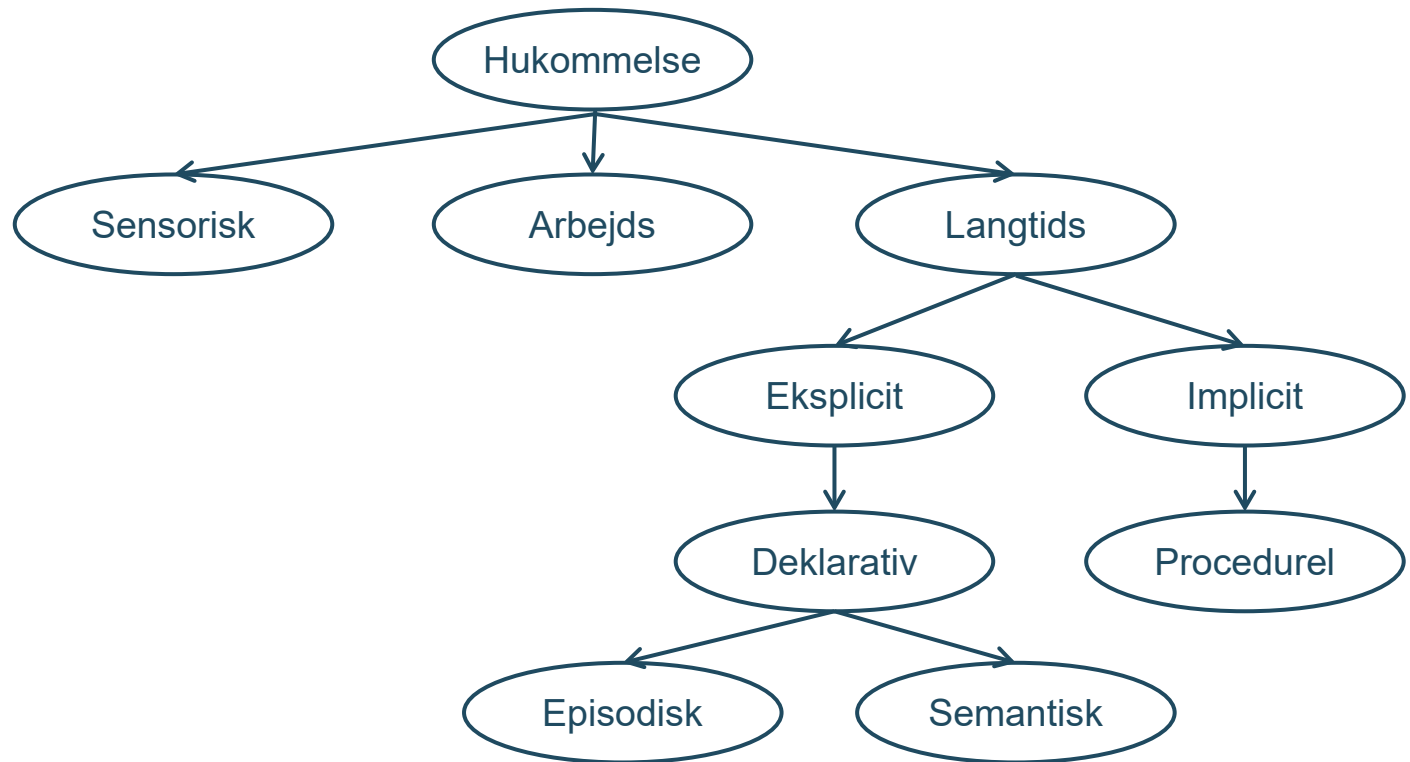 Hukommelse
Sensorisk
Arbejds
Langtids
Eksplicit
Implicit
Deklarativ
Procedurel
Episodisk
Semantisk